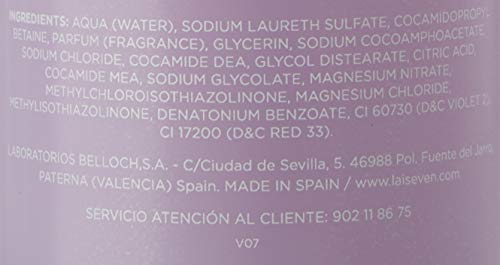 INGREDIENTS: AQUA (WATER), SODIUM LAURETH SULFATE, COCAMIDOPROPYL
BETAINE, PARFUM (FRAGRANCE), GLYCERIN, SODIUM COCOAMPHOACETATE,
SODIUM CHLORIDE, COCAMIDE DEA, GLYCOL DISTEARATE, CITRIC ACID,
COCAMIDE MEA, SODIUM GLYCOLATE, MAGNESIUM NITRATE,
METHYLCHLOROISOTHIAZOLINONE, MAGNESIUM CHLORIDE,
METHYLISOTHIAZOLINONE, DENATONIUM BENZOATE, CI 60730 (D&C VIOLET 2),
CI 17200 (D&C RED 33).
LABORATORIOS BELLOCH,S.A. - C/Ciudad de Sevilla, 5. 46988 Pol. Fuente del Jarro.
PATERNA (VALENCIA) Spain. MADE IN SPAIN / www.laiseven.com
SERVICIO ATENCIÓN AL CLIENTE: 902 11 86 75
V07